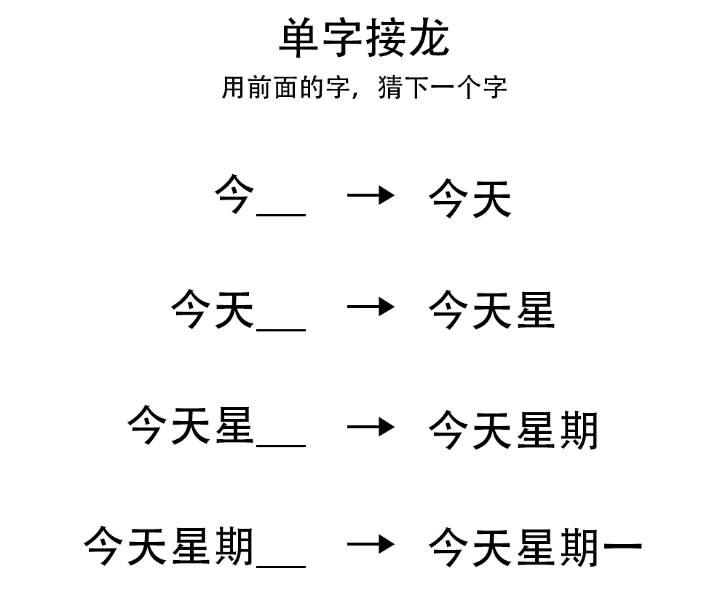 单字接龙
用前面的字，猜下一个字
今__ → 今天
今天__ → 今天星
今天星__ → 今天星期
今天星期__ → 今天星期一